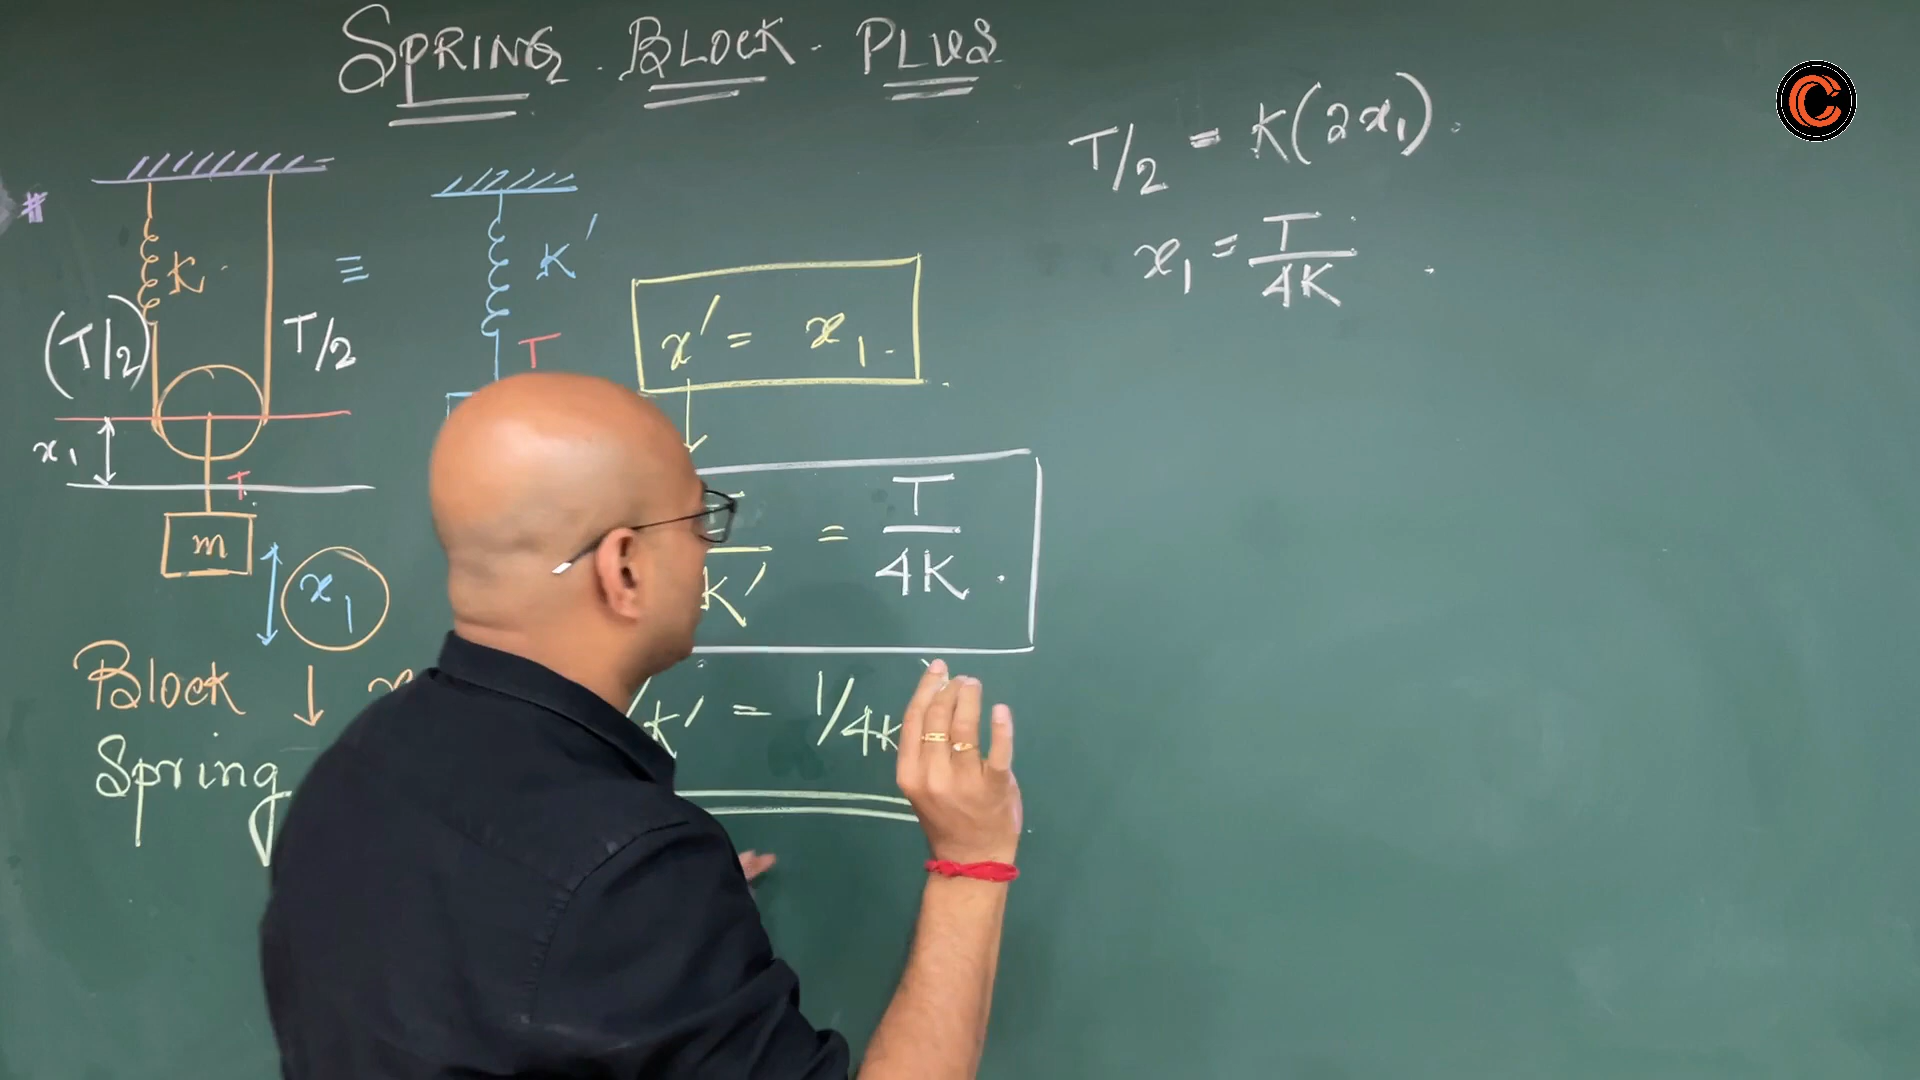 SPRING BLOCK PLUS
T/2 = K(2x₁).
x₁ = T/4K
#
K
≡
K'
(T/2)
T/2
T
x' = x₁.
x₁
T
m
x₁
K' = T/4K.
Block ↓
K' = 1/4K
Spring